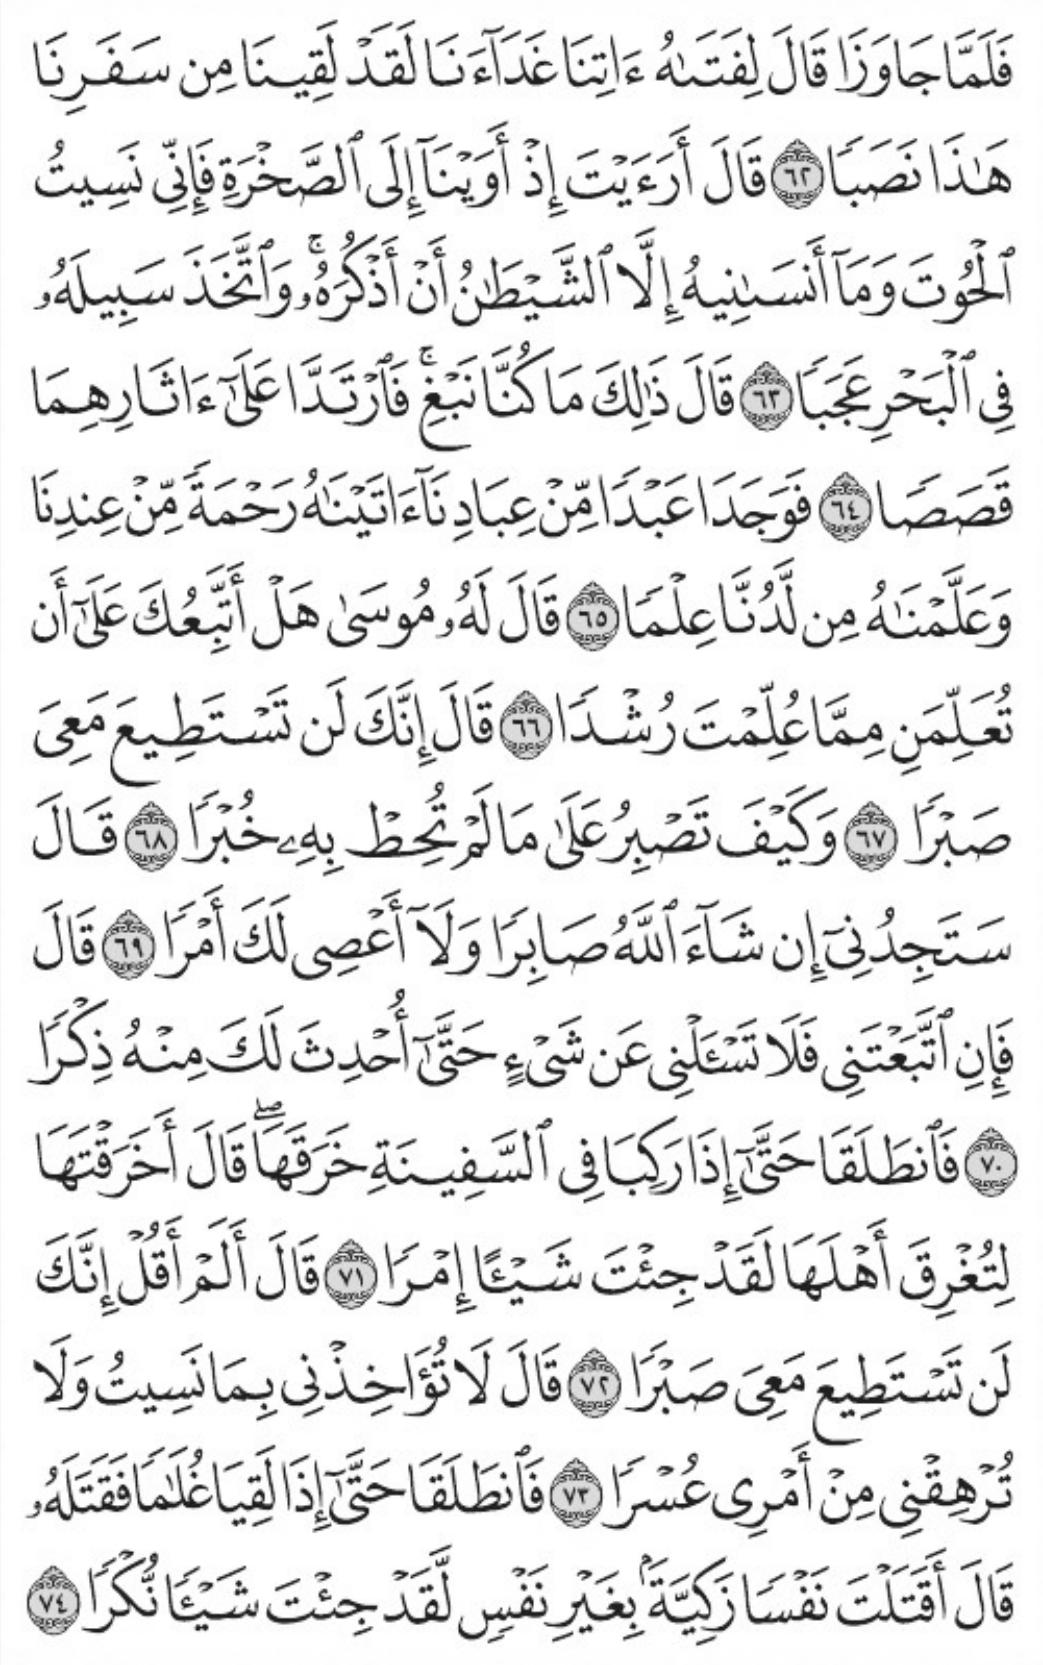 فَلَمَّا جَاوَزَا قَالَ لِفَتَىٰهُ ءَاتِنَا غَدَآءَنَا لَقَدْ لَقِينَا مِن سَفَرِنَا
هَٰذَا نَصَبًا ٦٢ قَالَ أَرَءَيْتَ إِذْ أَوَيْنَآ إِلَى ٱلصَّخْرَةِ فَإِنِّى نَسِيتُ
ٱلْحُوتَ وَمَآ أَنسَىٰنِيهُ إِلَّا ٱلشَّيْطَٰنُ أَنْ أَذْكُرَهُۥ ۚ وَٱتَّخَذَ سَبِيلَهُۥ
فِى ٱلْبَحْرِ عَجَبًا ٦٣ قَالَ ذَٰلِكَ مَا كُنَّا نَبْغِ ۚ فَٱرْتَدَّا عَلَىٰٓ ءَاثَارِهِمَا
قَصَصًا ٦٤ فَوَجَدَا عَبْدًا مِّنْ عِبَادِنَآ ءَاتَيْنَٰهُ رَحْمَةً مِّنْ عِندِنَا
وَعَلَّمْنَٰهُ مِن لَّدُنَّا عِلْمًا ٦٥ قَالَ لَهُۥ مُوسَىٰ هَلْ أَتَّبِعُكَ عَلَىٰٓ أَن
تُعَلِّمَنِ مِمَّا عُلِّمْتَ رُشْدًا ٦٦ قَالَ إِنَّكَ لَن تَسْتَطِيعَ مَعِىَ
صَبْرًا ٦٧ وَكَيْفَ تَصْبِرُ عَلَىٰ مَا لَمْ تُحِطْ بِهِۦ خُبْرًا ٦٨ قَالَ
سَتَجِدُنِىٓ إِن شَآءَ ٱللَّهُ صَابِرًا وَلَآ أَعْصِى لَكَ أَمْرًا ٦٩ قَالَ
فَإِنِ ٱتَّبَعْتَنِى فَلَا تَسْـَٔلْنِى عَن شَىْءٍ حَتَّىٰٓ أُحْدِثَ لَكَ مِنْهُ ذِكْرًا
٧٠ فَٱنطَلَقَا حَتَّىٰٓ إِذَا رَكِبَا فِى ٱلسَّفِينَةِ خَرَقَهَا ۖ قَالَ أَخَرَقْتَهَا
لِتُغْرِقَ أَهْلَهَا لَقَدْ جِئْتَ شَيْـًٔا إِمْرًا ٧١ قَالَ أَلَمْ أَقُلْ إِنَّكَ
لَن تَسْتَطِيعَ مَعِىَ صَبْرًا ٧٢ قَالَ لَا تُؤَاخِذْنِى بِمَا نَسِيتُ وَلَا
تُرْهِقْنِى مِنْ أَمْرِى عُسْرًا ٧٣ فَٱنطَلَقَا حَتَّىٰٓ إِذَا لَقِيَا غُلَٰمًا فَقَتَلَهُۥ
قَالَ أَقَتَلْتَ نَفْسًا زَكِيَّةًۢ بِغَيْرِ نَفْسٍ لَّقَدْ جِئْتَ شَيْـًٔا نُّكْرًا ٧٤